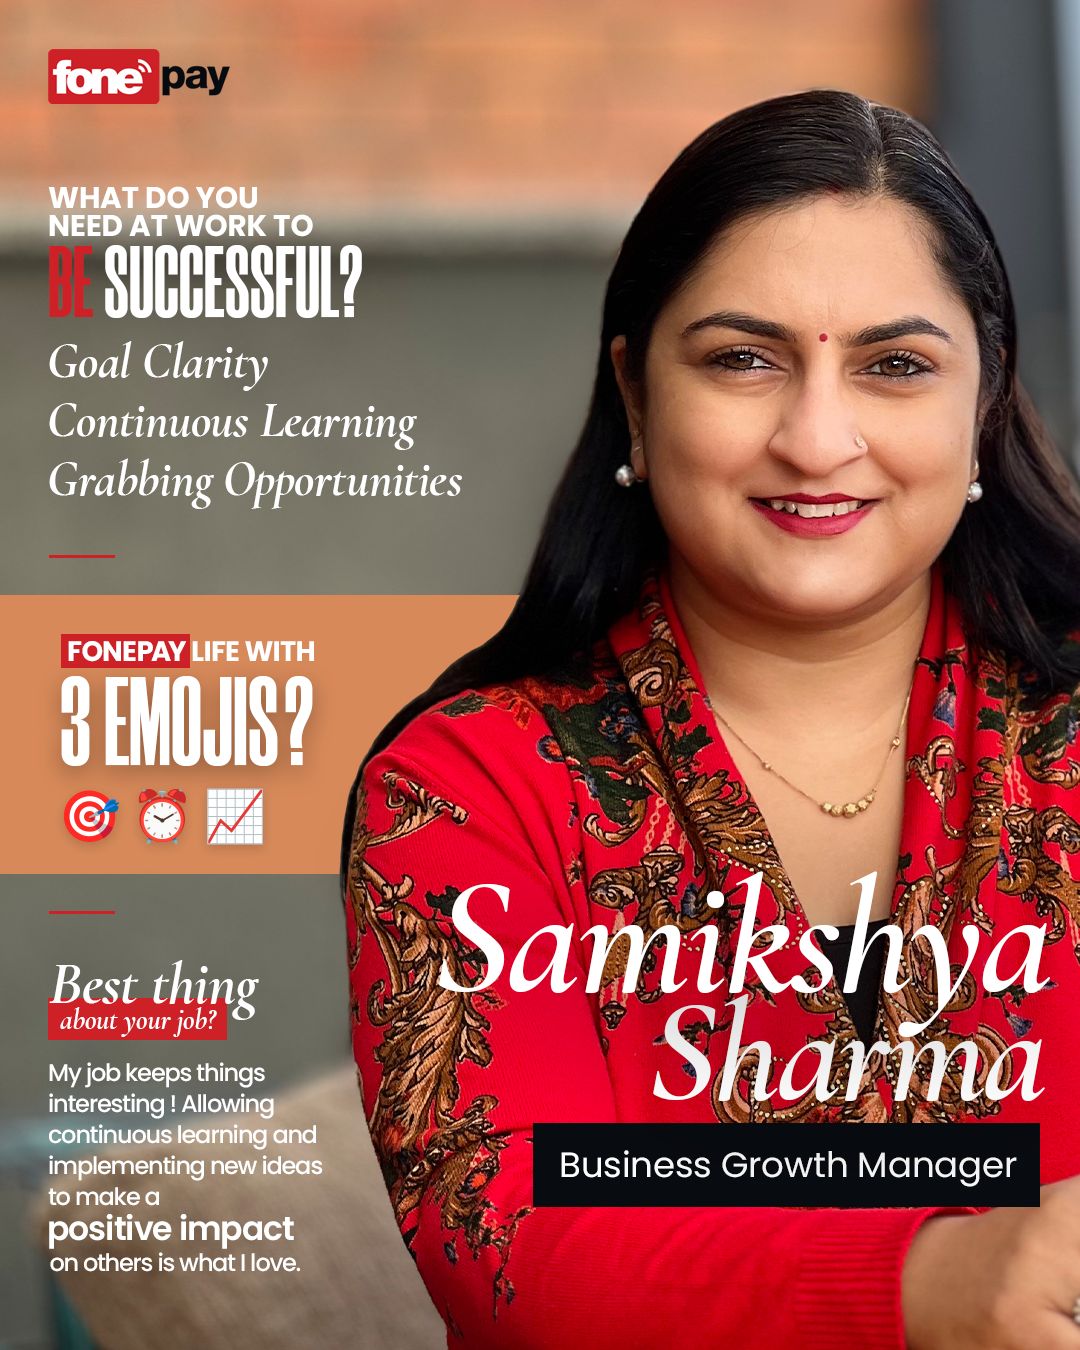 fone pay
WHAT DO YOU
NEED AT WORK TO
BE SUCCESSFUL?
Goal Clarity
Continuous Learning
Grabbing Opportunities
FONEPAY LIFE WITH
3 EMOJIS?
Best thing
about your job?
My job keeps things
interesting ! Allowing
continuous learning and
implementing new ideas
to make a
positive impact
on others is what I love.
Samikshya
Sharma
Business Growth Manager